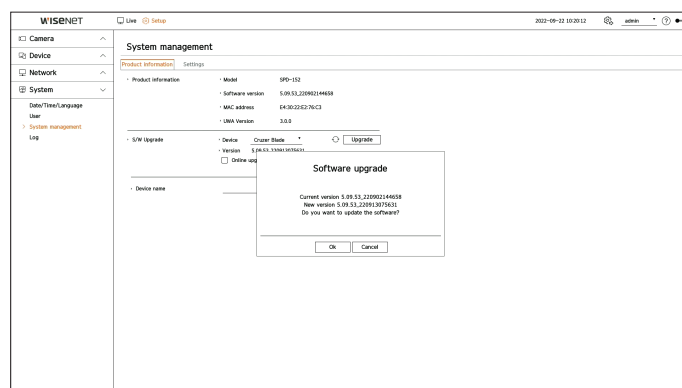 WISENET
Live Setup 2022-09-22 10:20:12 admin ?
Camera
Device
Network
System
Date/Time/Language
User
> System management
Log
System management
Product information Settings
Product information
Model SPD-152
Software version 5.09.53_220902144658
MAC address E4:30:22:E2:76:C3
UWA Version 3.0.0
S/W Upgrade
Device Cruzer Blade Upgrade
Version 5.09.53_220913075631
Online upg
Device name
Software upgrade
Current version 5.09.53_220902144658
New version 5.09.53_220913075631
Do you want to update the software?
Ok Cancel